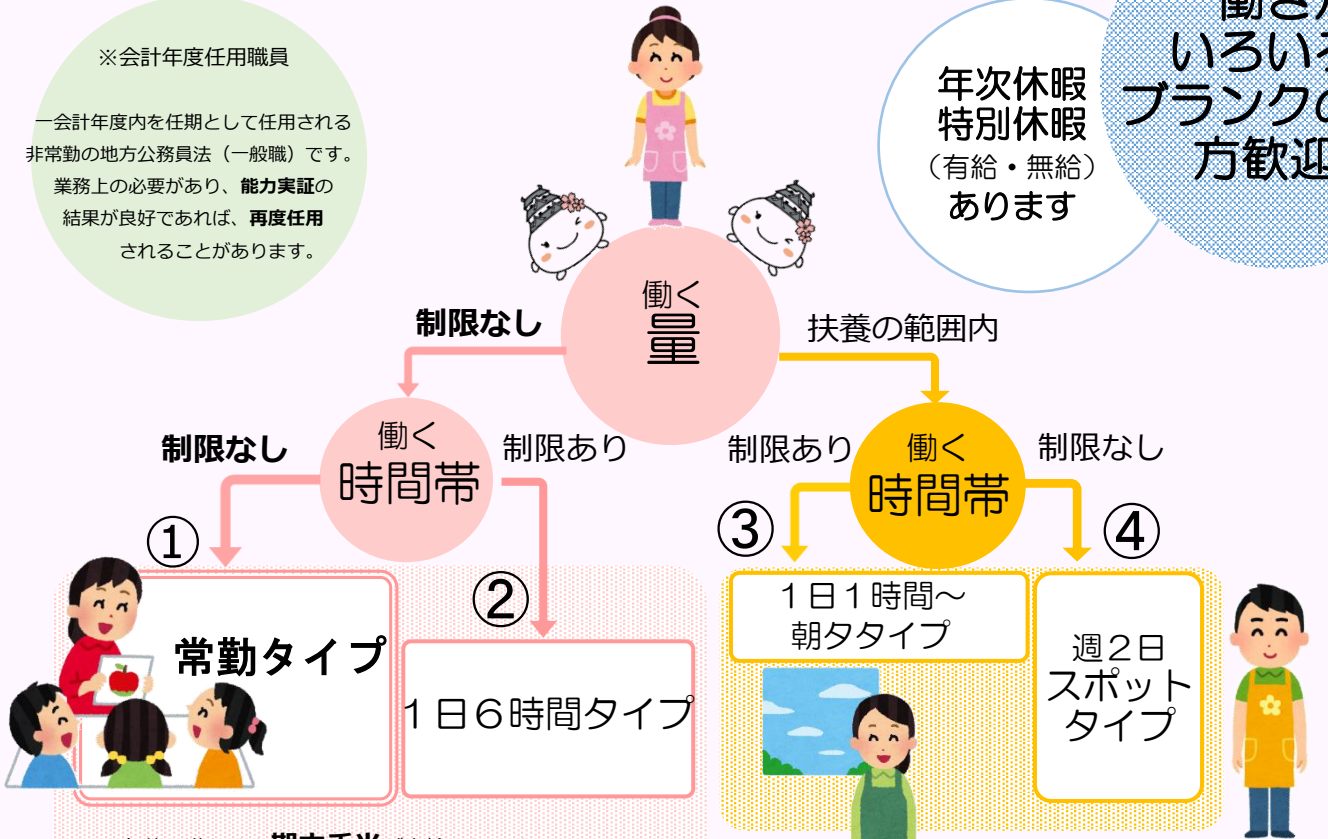 ※会計年度任用職員
一会計年度内を任期として任用される
非常勤の地方公務員法（一般職）です。
業務上の必要があり、能力実証の
結果が良好であれば、再度任用
されることがあります。
年次休暇
特別休暇
（有給・無給）
あります
働き
いろいろ
ブランクの
方歓迎
働く
量
制限なし
扶養の範囲内
制限なし
働く
時間帯
制限あり
制限あり
働く
時間帯
制限なし
①
②
③
④
常勤タイプ
１日６時間タイプ
１日１時間～
朝夕タイプ
週２日
スポット
タイプ
期末手当